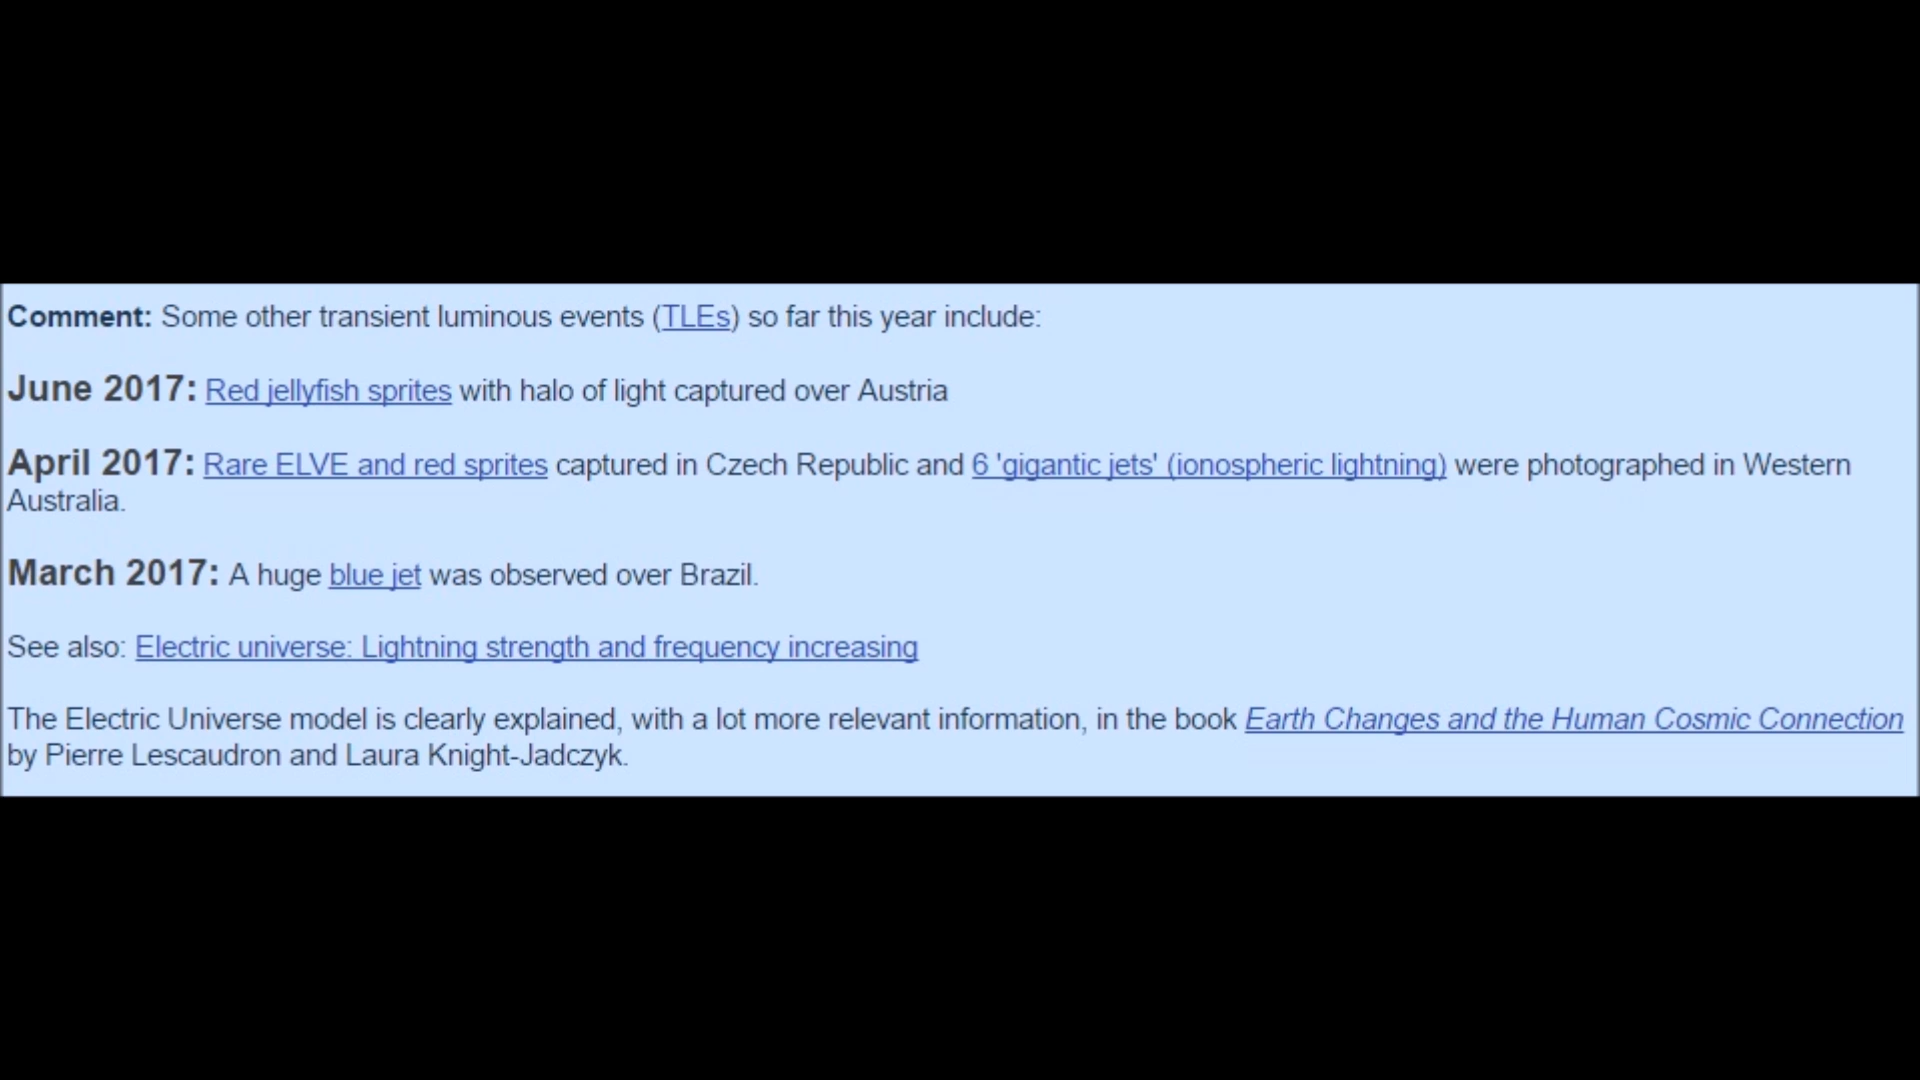 Comment: Some other transient luminous events (TLEs) so far this year include:
June 2017: Red jellyfish sprites with halo of light captured over Austria
April 2017: Rare ELVE and red sprites captured in Czech Republic and 6 'gigantic jets' (ionospheric lightning) were photographed in Western
Australia.
March 2017: A huge blue jet was observed over Brazil.
See also: Electric universe: Lightning strength and frequency increasing
The Electric Universe model is clearly explained, with a lot more relevant information, in the book Earth Changes and the Human Cosmic Connection
by Pierre Lescaudron and Laura Knight-Jadczyk.